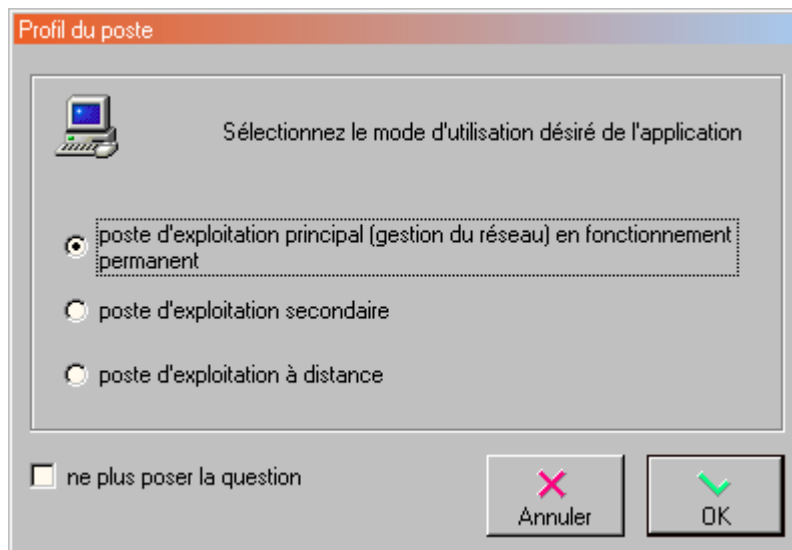 Profil du poste
Sélectionnez le mode d'utilisation désiré de l'application
poste d'exploitation principal (gestion du réseau) en fonctionnement
permanent
poste d'exploitation secondaire
poste d'exploitation à distance
ne plus poser la question
Annuler
OK